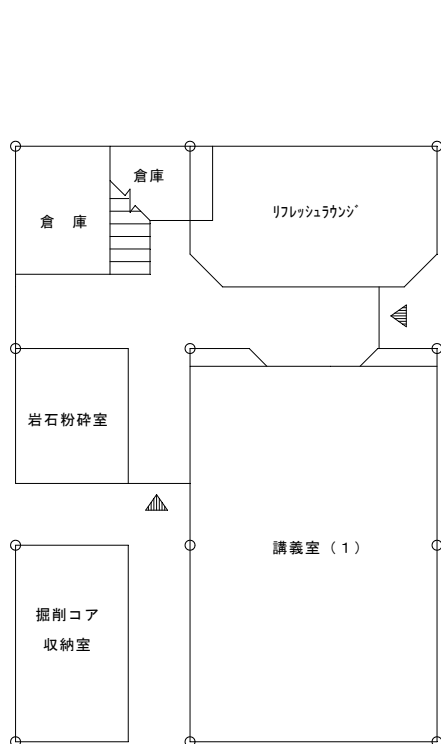 倉庫
倉　庫
ﾘﾌﾚｯｼｭﾗｳﾝｼﾞ
岩石粉砕室
講義室（１）
掘削コア
収納室